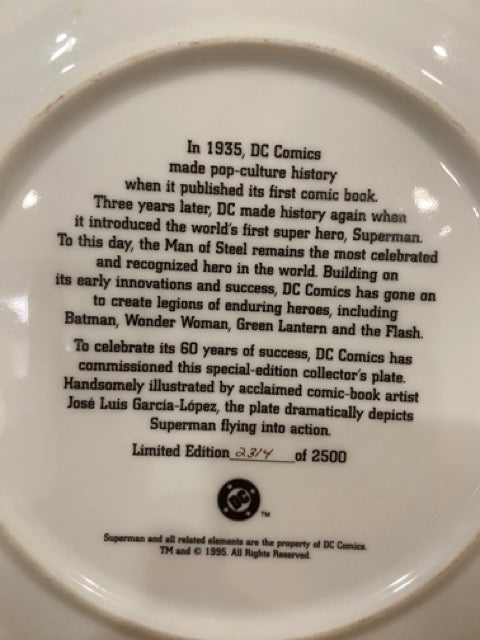 In 1935, DC Comics
made pop-culture history
when it published its first comic book.
Three years later, DC made history again when
it introduced the world's first super hero, Superman.
To this day, the Man of Steel remains the most celebrated
and recognized hero in the world. Building on
its early innovations and success, DC Comics has gone on
to create legions of enduring heroes, including
Batman, Wonder Woman, Green Lantern and the Flash.
To celebrate its 60 years of success, DC Comics has
commissioned this special-edition collector's plate.
Handsomely illustrated by acclaimed comic-book artist
José Luis García-López, the plate dramatically depicts
Superman flying into action.
Limited Edition 2314 of 2500
DC TM
Superman and all related elements are the property of DC Comics.
TM and © 1995. All Rights Reserved.